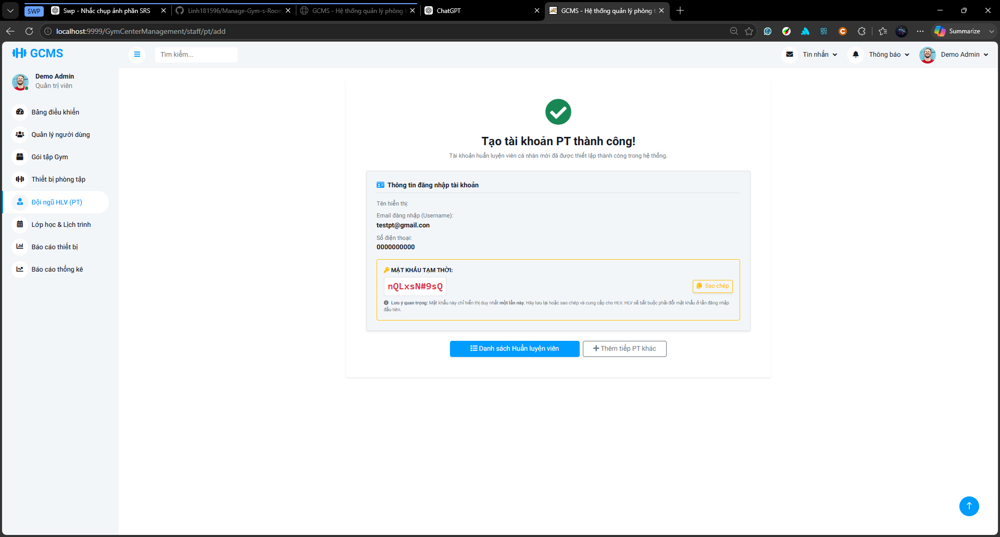 SWP
Swp - Nhắc chụp ảnh phần SRS
Linh181596/Manage-Gym-s-Room
GCMS - Hệ thống quản lý phòng t
ChatGPT
GCMS - Hệ thống quản lý phòng t
localhost:9999/GymCenterManagement/staff/pt/add
Summarize
GCMS
Tìm kiếm...
Tin nhắn
Thông báo
Demo Admin
Demo Admin
Quản trị viên
Bảng điều khiển
Quản lý người dùng
Gói tập Gym
Thiết bị phòng tập
Đội ngũ HLV (PT)
Lớp học & Lịch trình
Báo cáo thiết bị
Báo cáo thống kê
Tạo tài khoản PT thành công!
Tài khoản huấn luyện viên cá nhân mới đã được thiết lập thành công trong hệ thống.
Thông tin đăng nhập tài khoản
Tên hiển thị:
Email đăng nhập (Username):
testpt@gmail.con
Số điện thoại:
0000000000
MẬT KHẨU TẠM THỜI:
nQLxsN#9sQ
Sao chép
Lưu ý quan trọng: Mật khẩu này chỉ hiển thị duy nhất một lần này. Hãy lưu lại hoặc sao chép và cung cấp cho HLV. HLV sẽ bắt buộc phải đổi mật khẩu ở lần đăng nhập
đầu tiên.
Danh sách Huấn luyện viên
Thêm tiếp PT khác